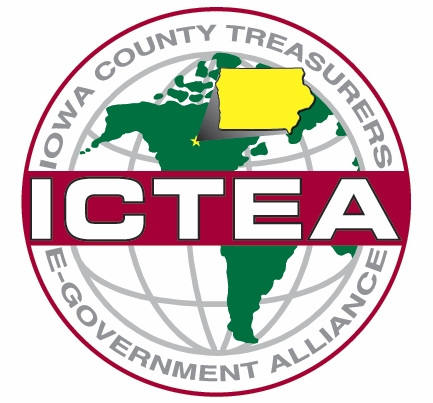 IOWA COUNTY TREASURERS
ICTEA
E-GOVERNMENT ALLIANCE